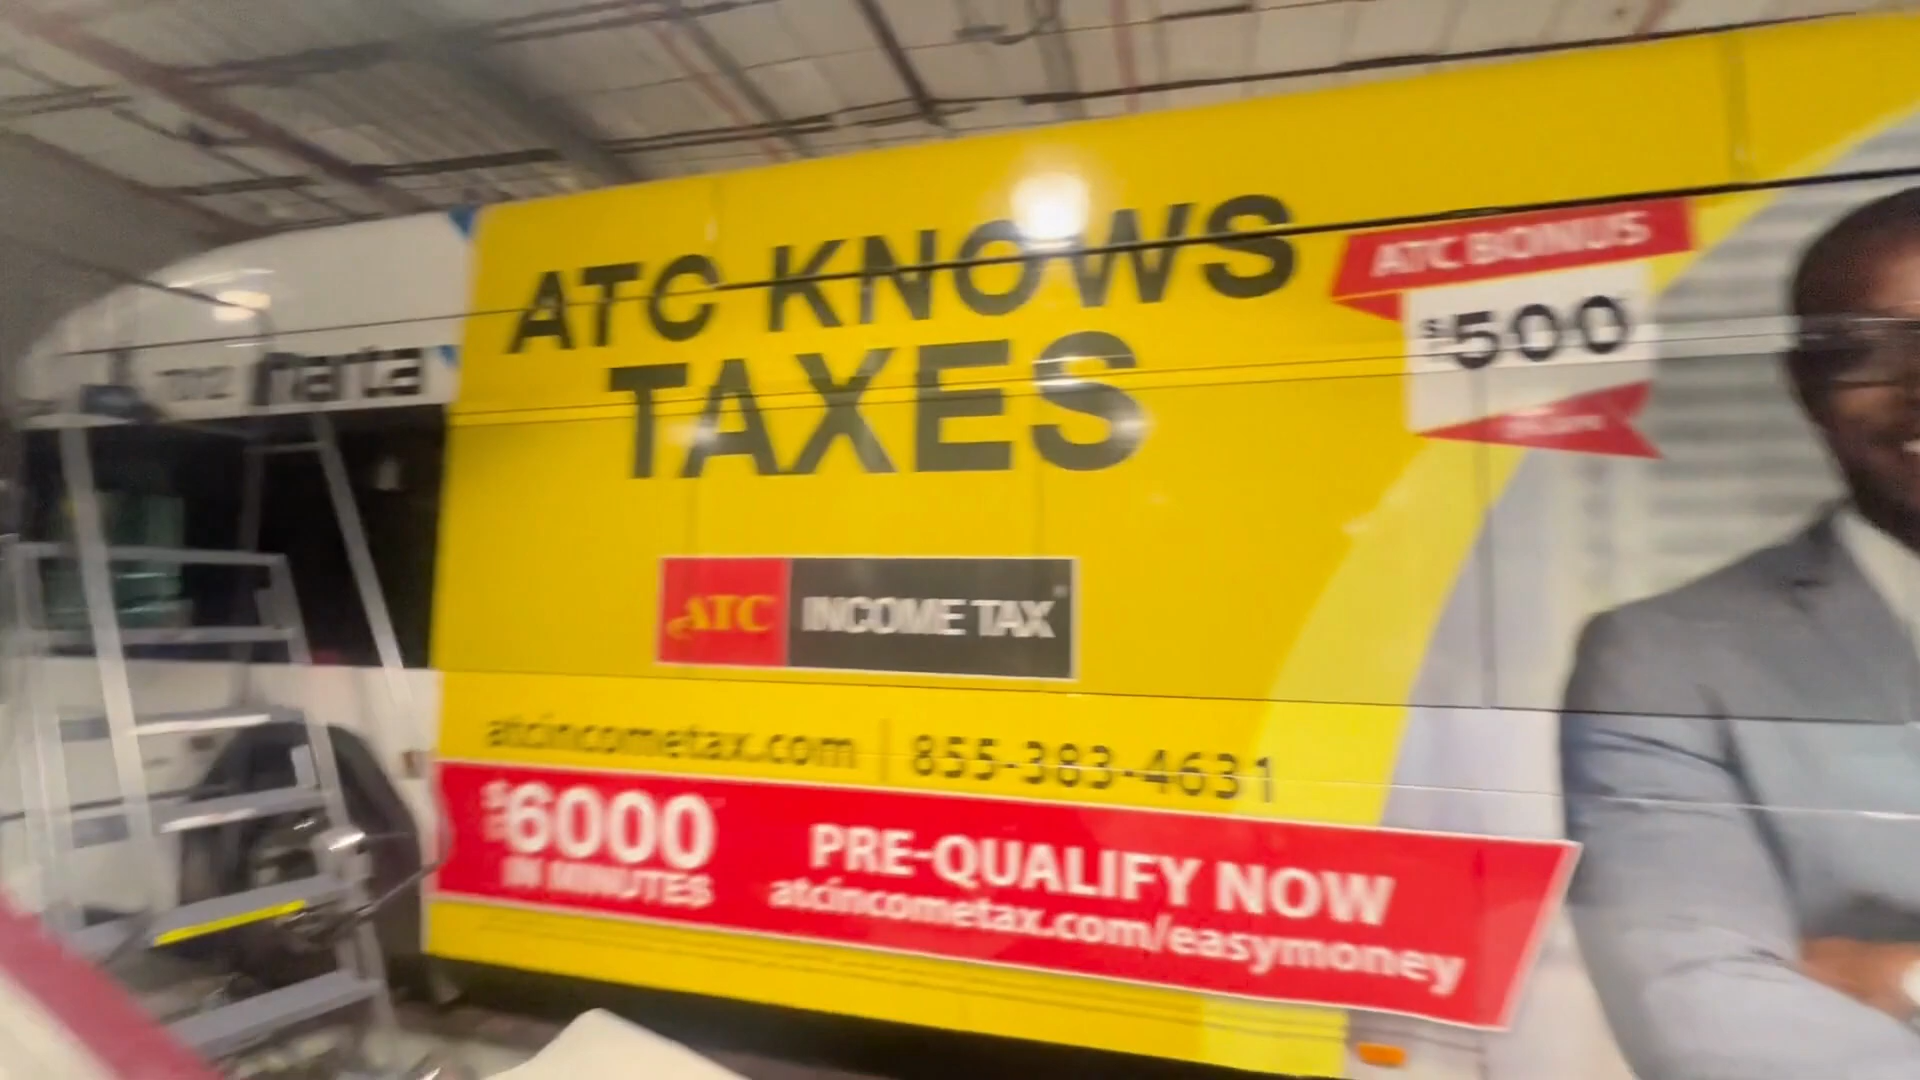 marta
ATC KNOWS
TAXES
ATC BONUS
$500
ATC INCOME TAX
atcincometax.com | 855-383-4631
$6000
IN MINUTES
PRE-QUALIFY NOW
atcincometax.com/easymoney